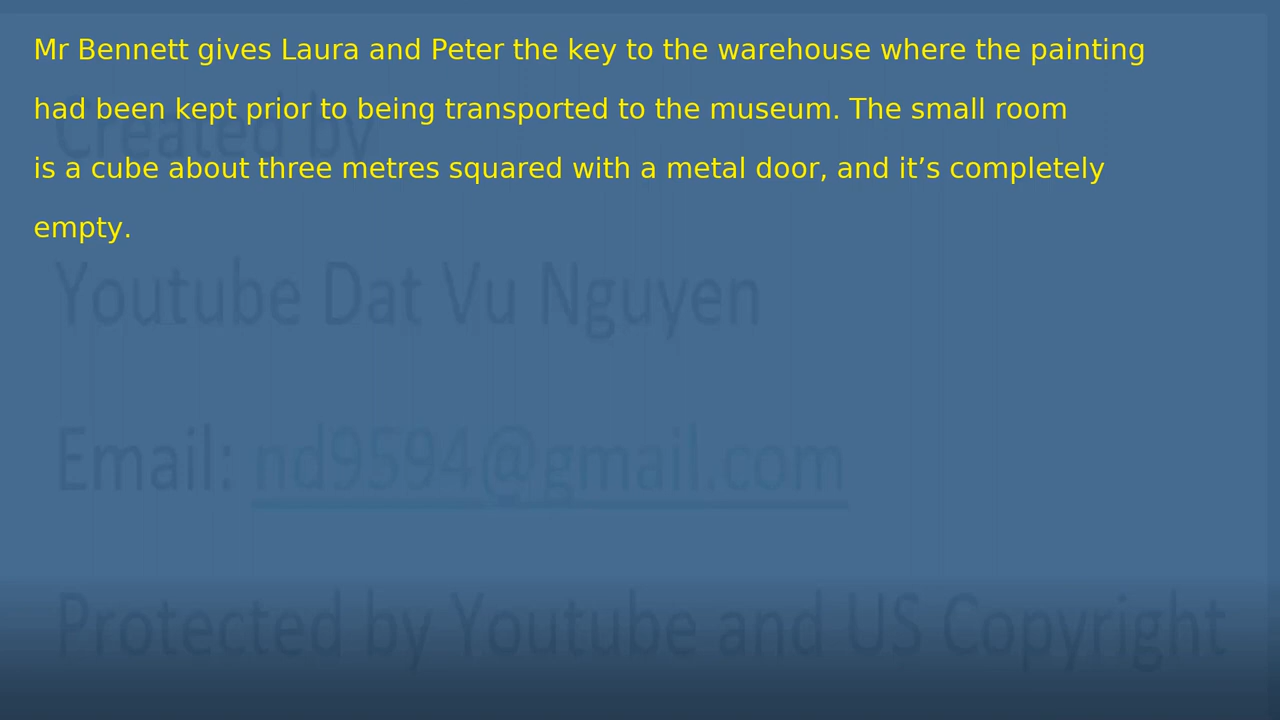 Mr Bennett gives Laura and Peter the key to the warehouse where the painting
had been kept prior to being transported to the museum. The small room
is a cube about three metres squared with a metal door, and it’s completely
empty.
Created by
Youtube Dat Vu Nguyen
Email: nd9594@gmail.com
Protected by Youtube and US Copyright